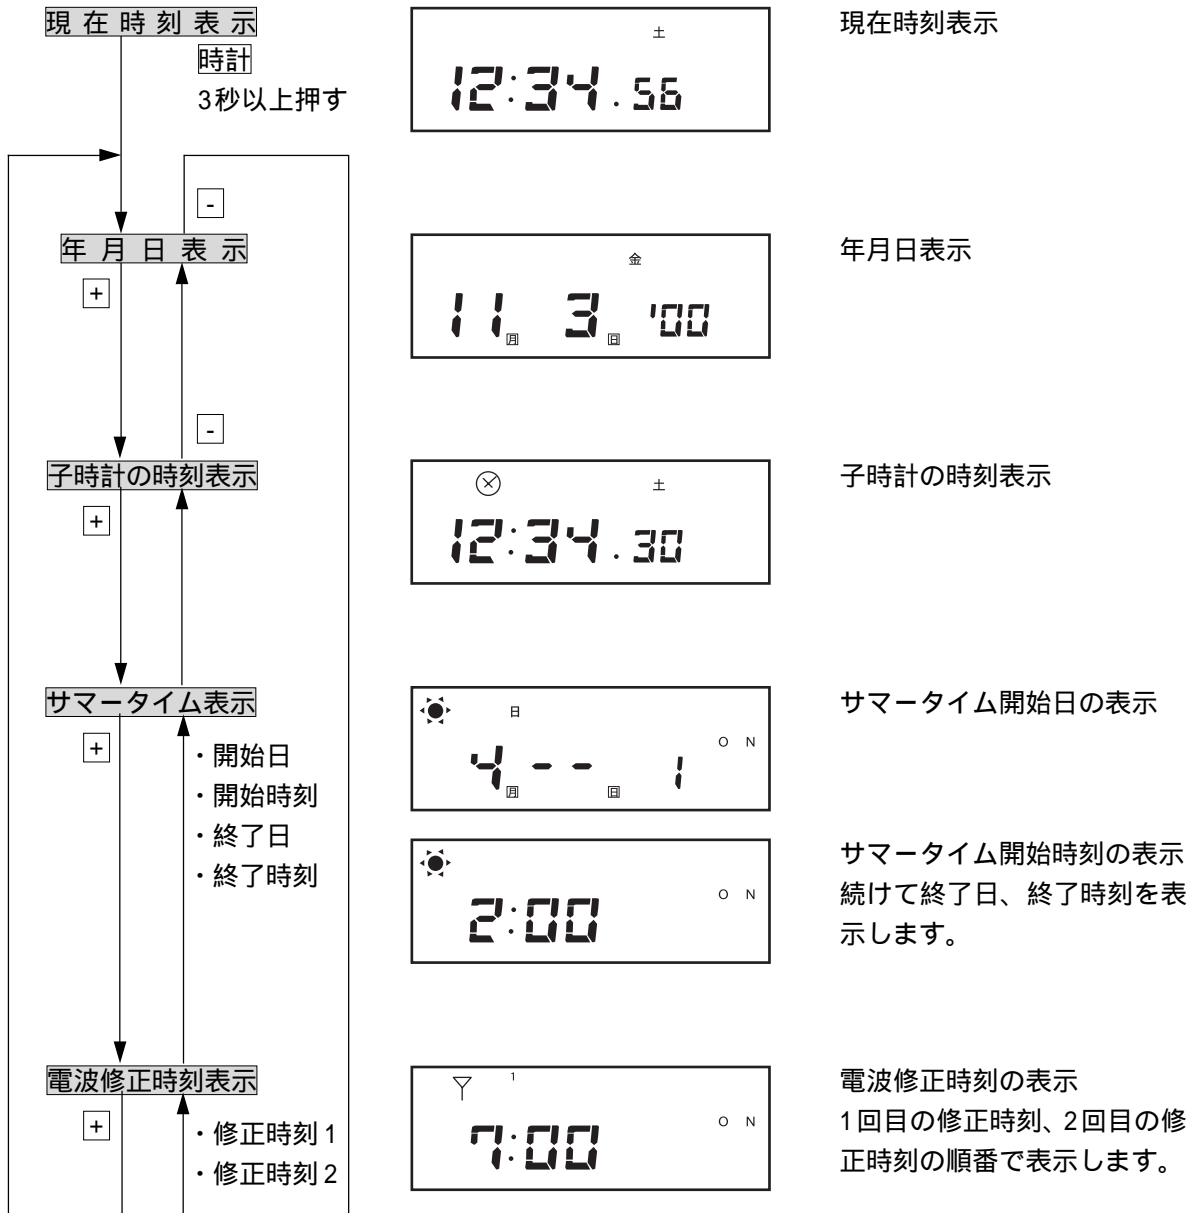 現在時刻表示
時計
3秒以上押す
土
12:34.56
現在時刻表示
-
年月日表示
+
金
11月 3日 '00
年月日表示
-
子時計の時刻表示
+
土
12:34.30
子時計の時刻表示
サマータイム表示
+
・開始日
・開始時刻
・終了日
・終了時刻
日
ON
4月--日 1
サマータイム開始日の表示
ON
2:00
サマータイム開始時刻の表示
続けて終了日、終了時刻を表
示します。
電波修正時刻表示
+
・修正時刻1
・修正時刻2
1
ON
7:00
電波修正時刻の表示
1回目の修正時刻、2回目の修
正時刻の順番で表示します。